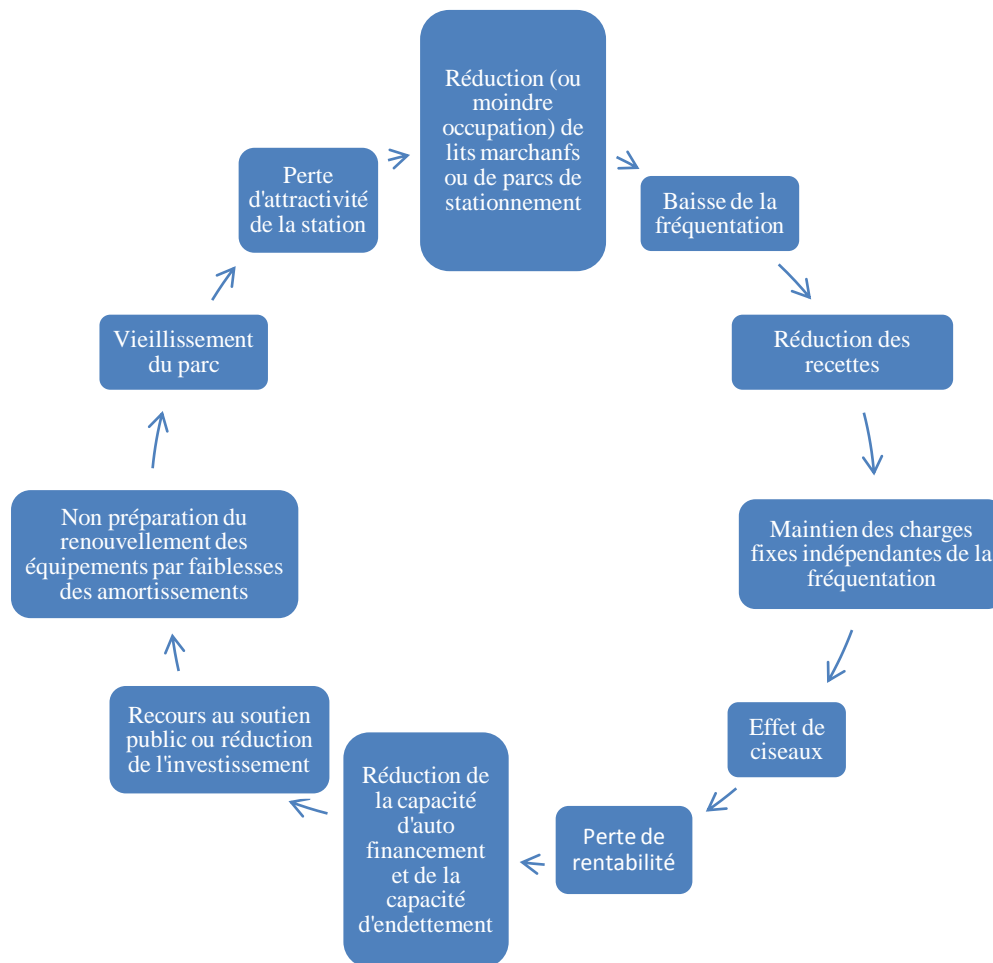 Réduction (ou
moindre
occupation) de
lits marchanfs
ou de parcs de
stationnement
Baisse de la
fréquentation
Réduction des
recettes
Maintien des charges
fixes indépendantes de la
fréquentation
Effet de
ciseaux
Perte de
rentabilité
Réduction de
la capacité
d'auto
financement
et de la
capacité
d'endettement
Recours au soutien
public ou réduction
de l'investissement
Non préparation du
renouvellement des
équipements par faiblesses
des amortissements
Vieillissement
du parc
Perte
d'attractivité
de la station